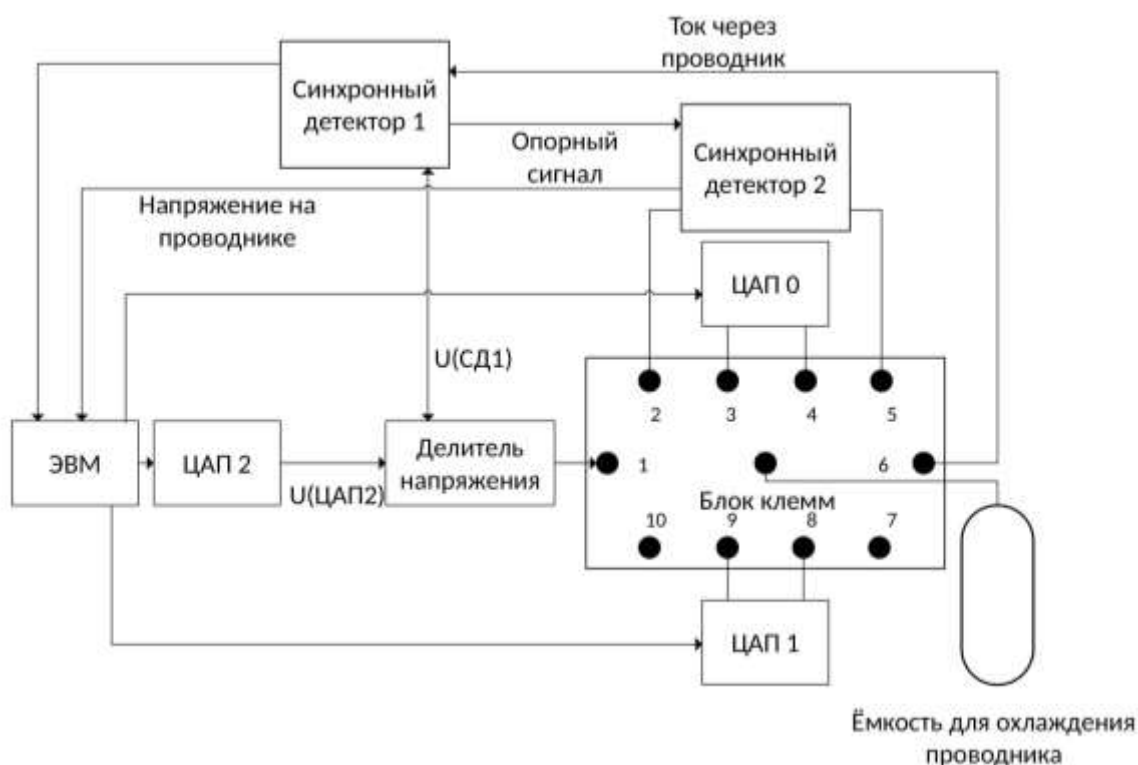 Ток через
проводник
Синхронный
детектор 1
Опорный
сигнал
Синхронный
детектор 2
Напряжение на
проводнике
ЦАП 0
U(СД1)
2
3
4
5
ЭВМ
ЦАП 2
U(ЦАП2)
Делитель
напряжения
1
6
Блок клемм
10
9
8
7
ЦАП 1
Ёмкость для охлаждения
проводника